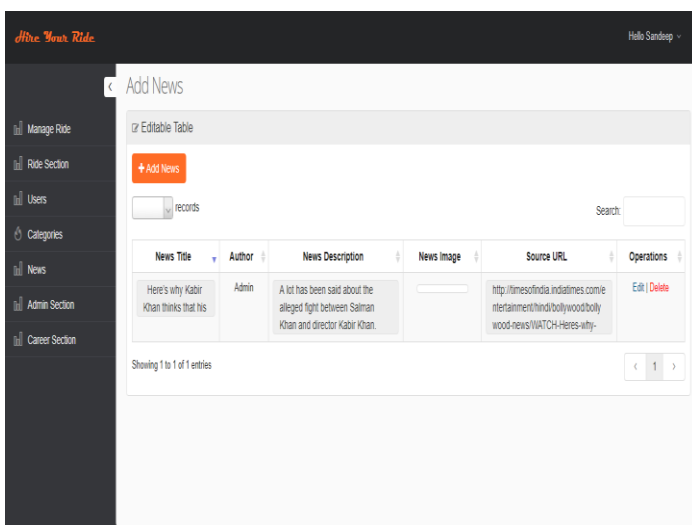 Hire Your Ride
Hello Sandeep
Add News
Manage Ride
Ride Section
Users
Categories
News
Admin Section
Career Section
Editable Table
+ Add News
records
Search:
News Title
Author
News Description
News Image
Source URL
Operations
Here's why Kabir
Khan thinks that his
Admin
A lot has been said about the
alleged fight between Salman
Khan and director Kabir Khan.
http://timesofindia.indiatimes.com/e
ntertainment/hindi/bollywood/bolly
wood-news/WATCH-Heres-why-
Edit | Delete
Showing 1 to 1 of 1 entries
1